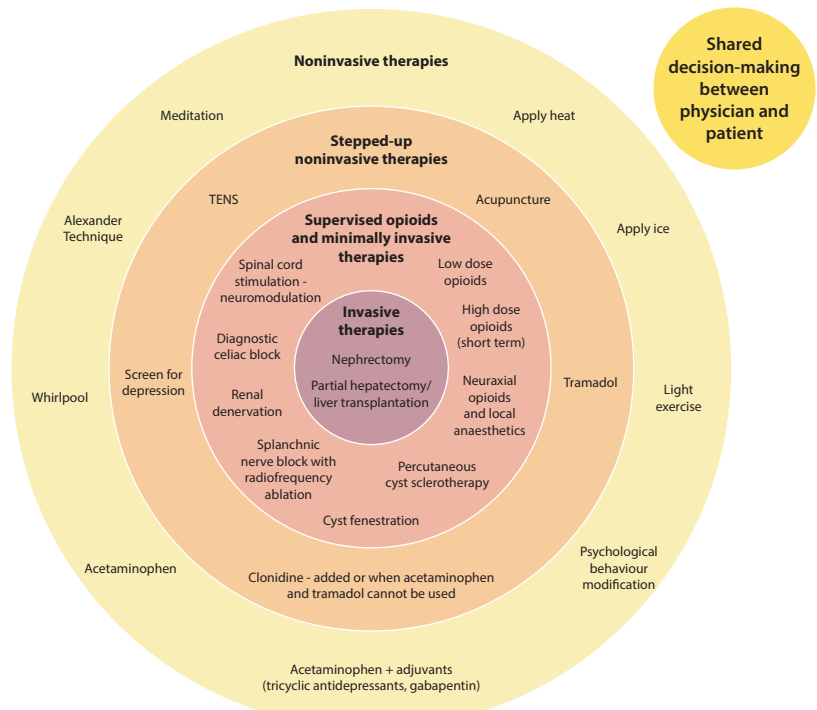 Shared
decision-making
between
physician and
patient
Noninvasive therapies
Meditation
Apply heat
Alexander
Technique
Apply ice
Whirlpool
Light
exercise
Acetaminophen
Psychological
behaviour
modification
Acetaminophen + adjuvants
(tricyclic antidepressants, gabapentin)
Stepped-up
noninvasive therapies
TENS
Acupuncture
Screen for
depression
Tramadol
Clonidine - added or when acetaminophen
and tramadol cannot be used
Supervised opioids
and minimally invasive
therapies
Spinal cord
stimulation -
neuromodulation
Low dose
opioids
Diagnostic
celiac block
High dose
opioids
(short term)
Renal
denervation
Neuraxial
opioids
and local
anaesthetics
Splanchnic
nerve block with
radiofrequency
ablation
Percutaneous
cyst sclerotherapy
Cyst fenestration
Invasive
therapies
Nephrectomy
Partial hepatectomy/
liver transplantation